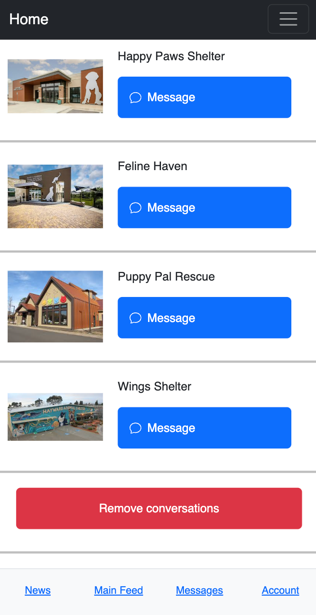 Home
Happy Paws Shelter
Message
Feline Haven
Message
Puppy Pal Rescue
Message
Wings Shelter
Message
Remove conversations
News Main Feed Messages Account